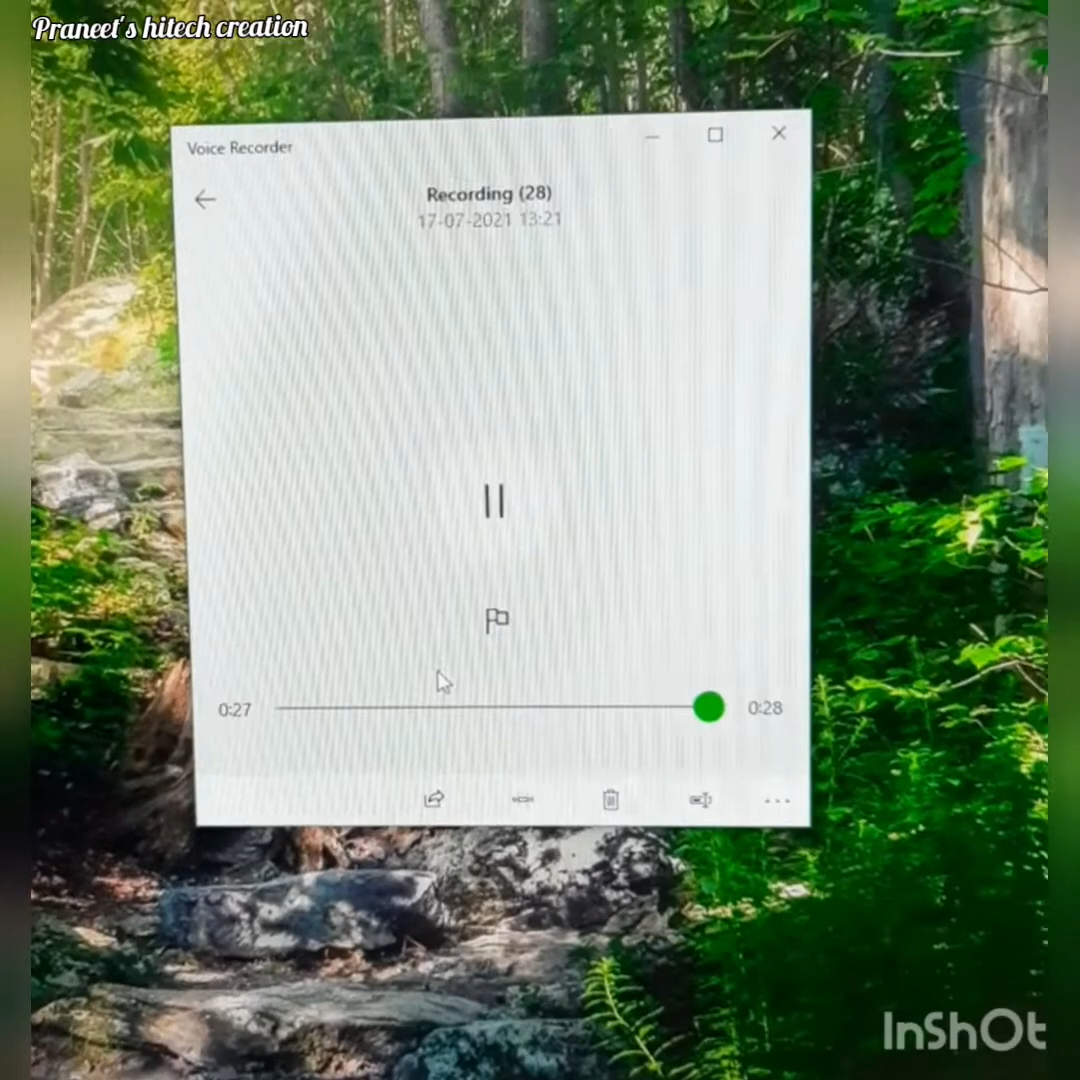 Praneet's hitech creation
Voice Recorder
Recording (28)
17-07-2021 13:21
0:27
0:28
InShOt